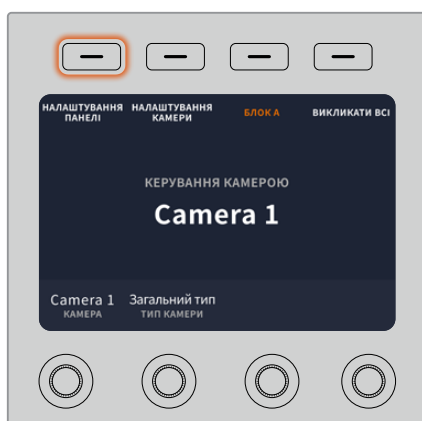 НАЛАШТУВАННЯ ПАНЕЛІ
НАЛАШТУВАННЯ КАМЕРИ
БЛОК А
ВИКЛИКАТИ ВСІ
КЕРУВАННЯ КАМЕРОЮ
Camera 1
Camera 1
КАМЕРА
Загальний тип
ТИП КАМЕРИ